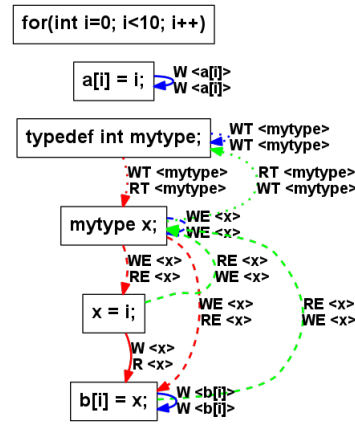 for(int i=0; i<10; i++)
a[i] = i;
W <a[i]>
W <a[i]>
typedef int mytype;
WT <mytype>
WT <mytype>
WT <mytype>
RT <mytype>
RT <mytype>
WT <mytype>
mytype x;
WE <x>
WE <x>
WE <x>
RE <x>
RE <x>
WE <x>
x = i;
WE <x>
RE <x>
RE <x>
WE <x>
W <x>
R <x>
b[i] = x;
W <b[i]>
W <b[i]>